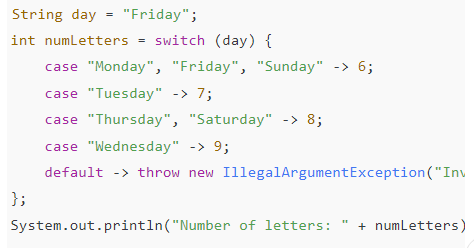 String day = "Friday";
int numLetters = switch (day) {
    case "Monday", "Friday", "Sunday" -> 6;
    case "Tuesday" -> 7;
    case "Thursday", "Saturday" -> 8;
    case "Wednesday" -> 9;
    default -> throw new IllegalArgumentException("Inv
};
System.out.println("Number of letters: " + numLetters)